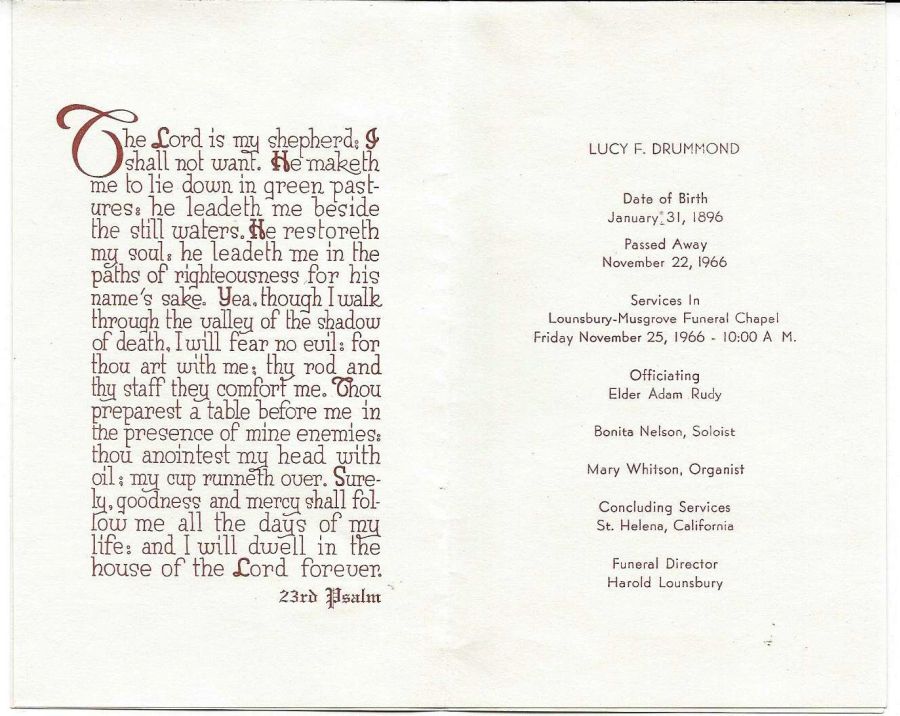 The Lord is my shepherd; I
shall not want. He maketh
me to lie down in green past-
ures: he leadeth me beside
the still waters. He restoreth
my soul: he leadeth me in the
paths of righteousness for his
name's sake. Yea, though I walk
through the valley of the shadow
of death, I will fear no evil: for
thou art with me; thy rod and
thy staff they comfort me. Thou
preparest a table before me in
the presence of mine enemies:
thou anointest my head with
oil; my cup runneth over. Sure-
ly, goodness and mercy shall fol-
low me all the days of my
life: and I will dwell in the
house of the Lord forever.
23rd Psalm
LUCY F. DRUMMOND
Date of Birth
January 31, 1896
Passed Away
November 22, 1966
Services In
Lounsbury-Musgrove Funeral Chapel
Friday November 25, 1966 - 10:00 A M.
Officiating
Elder Adam Rudy
Bonita Nelson, Soloist
Mary Whitson, Organist
Concluding Services
St. Helena, California
Funeral Director
Harold Lounsbury